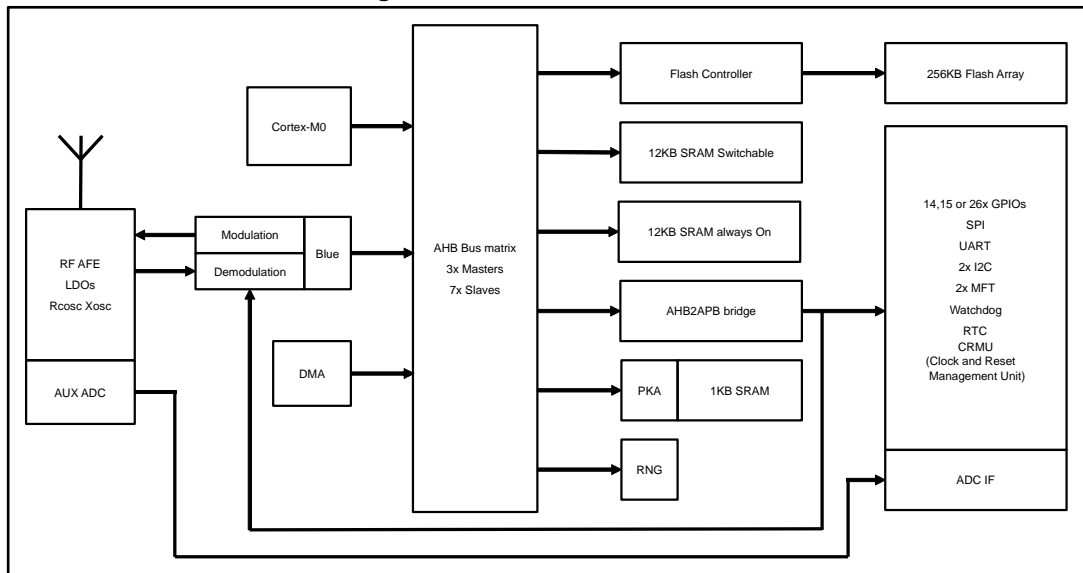 Flash Controller
256KB Flash Array
Cortex-M0
12KB SRAM Switchable
14,15 or 26x GPIOs
SPI
UART
2x I2C
2x MFT
Watchdog
RTC
CRMU
(Clock and Reset
Management Unit)
12KB SRAM always On
Modulation
Demodulation
Blue
RF AFE
LDOs
Rcosc Xosc
AHB Bus matrix
3x Masters
7x Slaves
AHB2APB bridge
DMA
AUX ADC
PKA
1KB SRAM
RNG
ADC IF